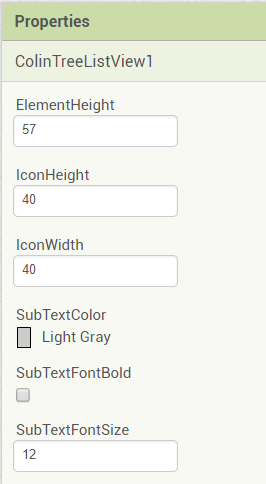 Properties
ColinTreeListView1
ElementHeight
57
IconHeight
40
IconWidth
40
SubTextColor
Light Gray
SubTextFontBold
SubTextFontSize
12